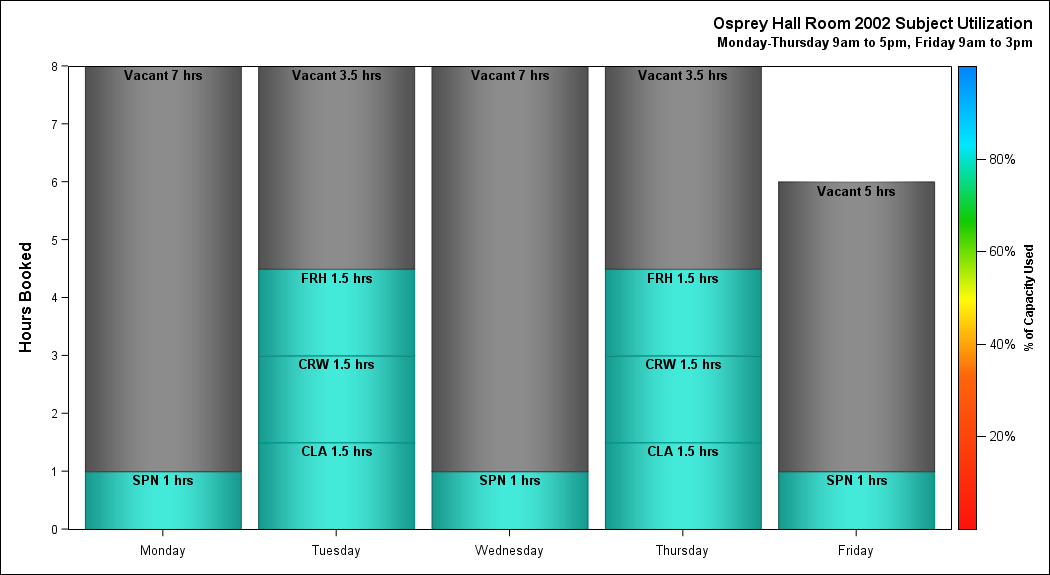 Osprey Hall Room 2002 Subject Utilization
Monday-Thursday 9am to 5pm, Friday 9am to 3pm
Hours Booked
8
7
6
5
4
3
2
1
0
Vacant 7 hrs
SPN 1 hrs
Vacant 3.5 hrs
FRH 1.5 hrs
CRW 1.5 hrs
CLA 1.5 hrs
Vacant 7 hrs
SPN 1 hrs
Vacant 3.5 hrs
FRH 1.5 hrs
CRW 1.5 hrs
CLA 1.5 hrs
Vacant 5 hrs
SPN 1 hrs
Monday
Tuesday
Wednesday
Thursday
Friday
80%
60%
40%
20%
% of Capacity Used